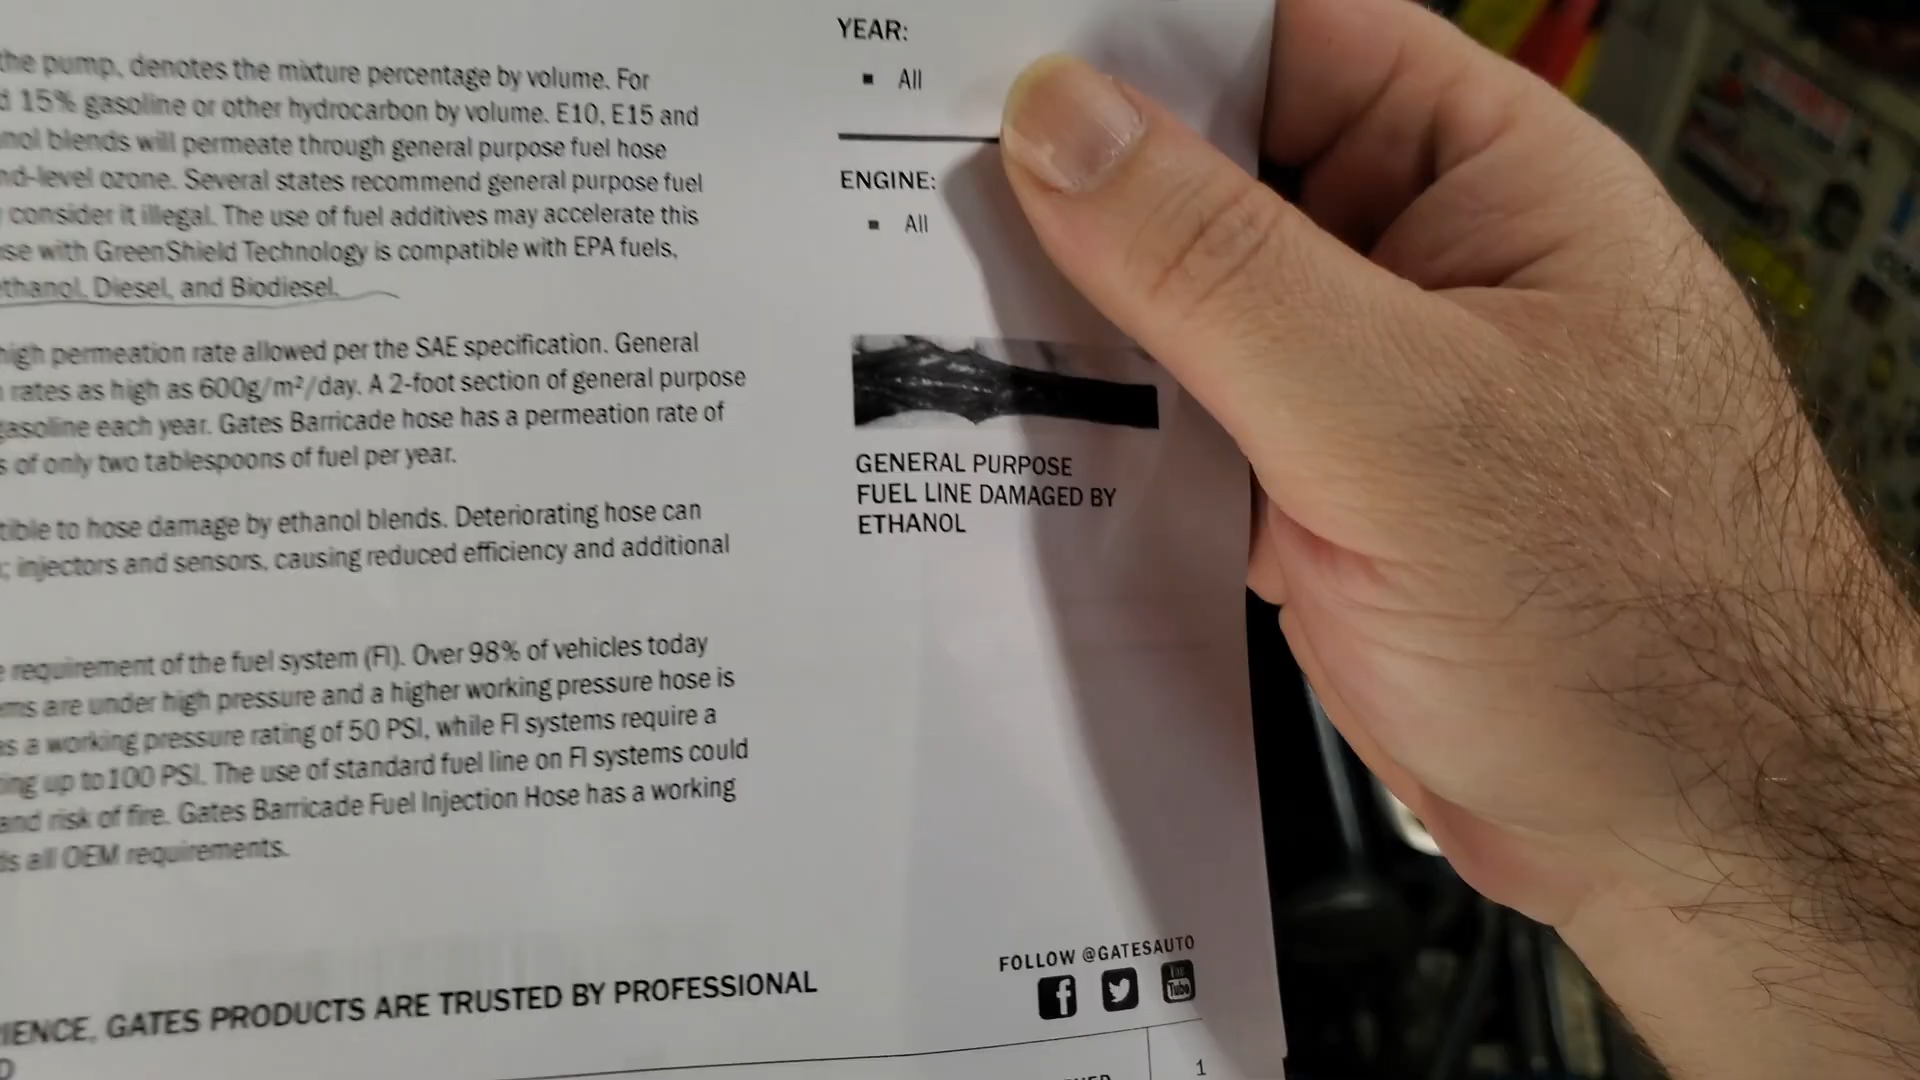 the pump, denotes the mixture percentage by volume. For
15% gasoline or other hydrocarbon by volume. E10, E15 and
blends will permeate through general purpose fuel hose
ozone. Several states recommend general purpose fuel
consider it illegal. The use of fuel additives may accelerate this
with GreenShield Technology is compatible with EPA fuels,
Diesel, and Biodiesel.
high permeation rate allowed per the SAE specification. General
rates as high as 600g/m²/day. A 2-foot section of general purpose
gasoline each year. Gates Barricade hose has a permeation rate of
of only two tablespoons of fuel per year.
to hose damage by ethanol blends. Deteriorating hose can
injectors and sensors, causing reduced efficiency and additional
requirement of the fuel system (FI). Over 98% of vehicles today
are under high pressure and a higher working pressure hose is
a working pressure rating of 50 PSI, while FI systems require a
up to 100 PSI. The use of standard fuel line on FI systems could
and risk of fire. Gates Barricade Fuel Injection Hose has a working
all OEM requirements.
YEAR:
▪ All
ENGINE:
▪ All
GENERAL PURPOSE
FUEL LINE DAMAGED BY
ETHANOL
FOLLOW @GATESAUTO
f You Tube
GATES PRODUCTS ARE TRUSTED BY PROFESSIONAL
1